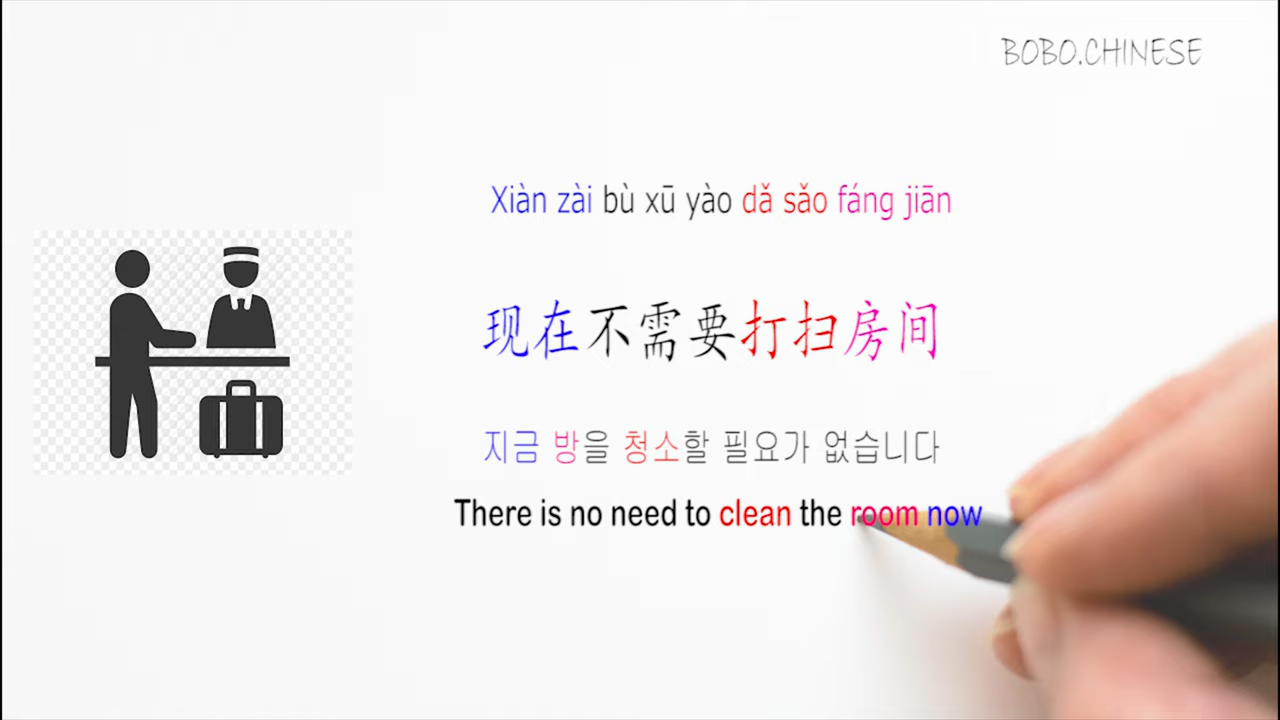 BOBO.CHINESE
Xiàn zài bù xū yào dǎ sǎo fáng jiān
现在不需要打扫房间
지금 방을 청소할 필요가 없습니다
There is no need to clean the room now